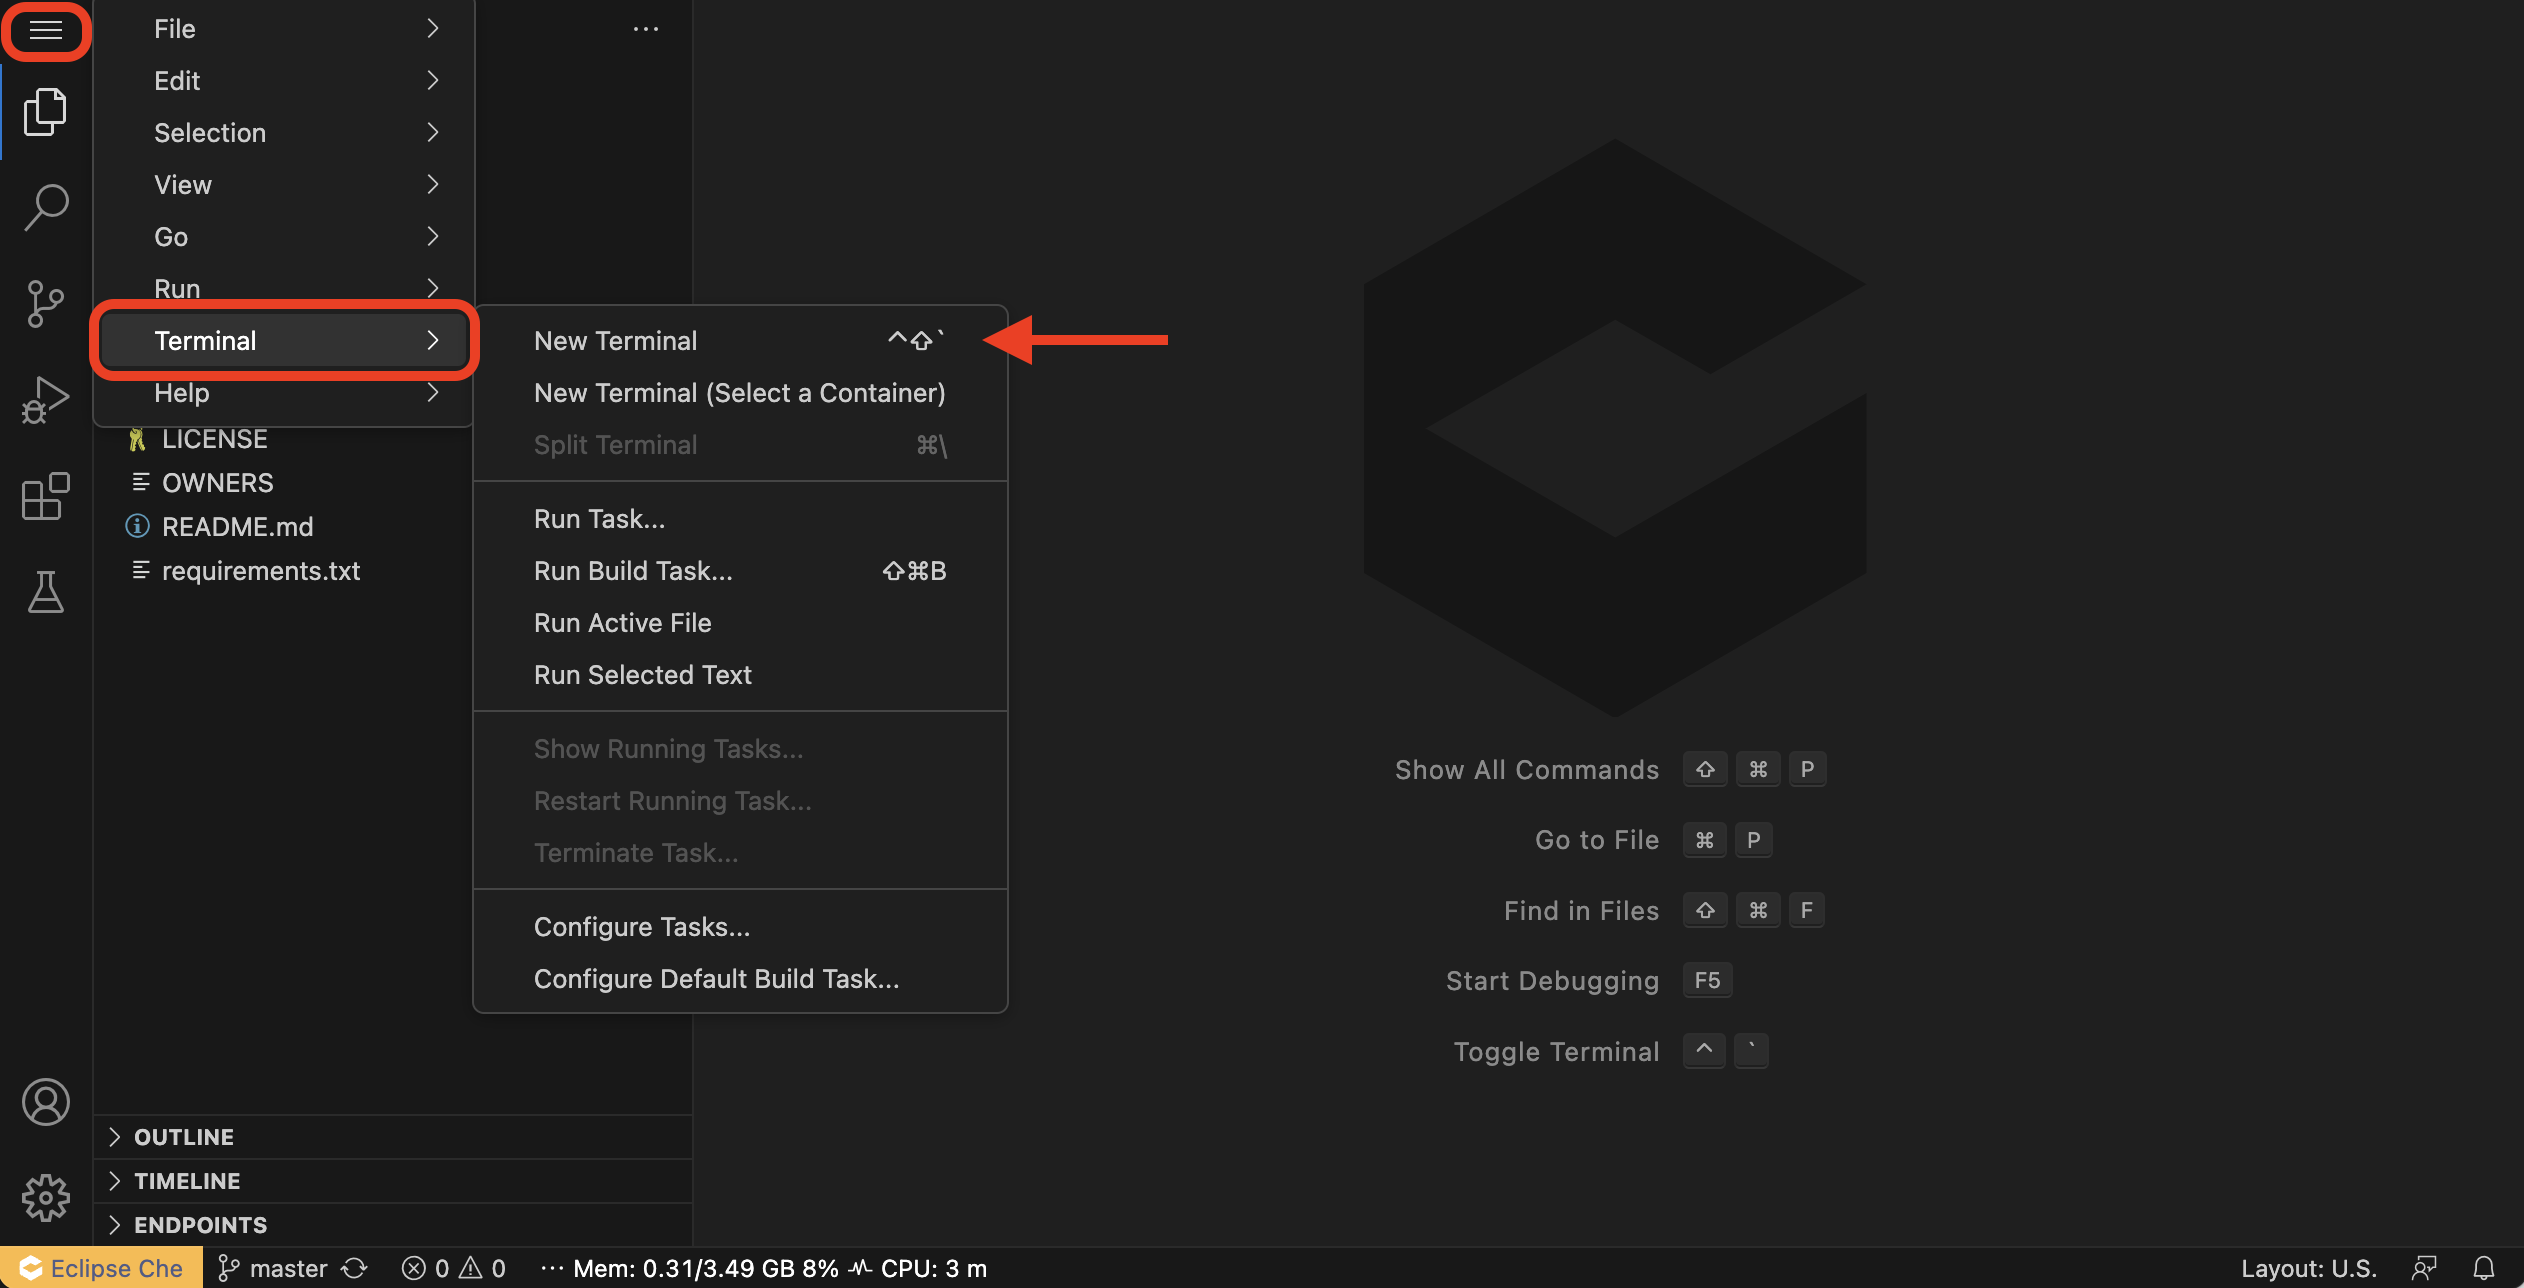 File
Edit
Selection
View
Go
Run
Terminal
Help
LICENSE
OWNERS
README.md
requirements.txt
OUTLINE
TIMELINE
ENDPOINTS
New Terminal ^⇧`
New Terminal (Select a Container)
Split Terminal ⌘\
Run Task...
Run Build Task... ⇧⌘B
Run Active File
Run Selected Text
Show Running Tasks...
Restart Running Task...
Terminate Task...
Configure Tasks...
Configure Default Build Task...
Show All Commands ⇧ ⌘ P
Go to File ⌘ P
Find in Files ⇧ ⌘ F
Start Debugging F5
Toggle Terminal ^ `
Eclipse Che master 0 0 ··· Mem: 0.31/3.49 GB 8% CPU: 3 m Layout: U.S.